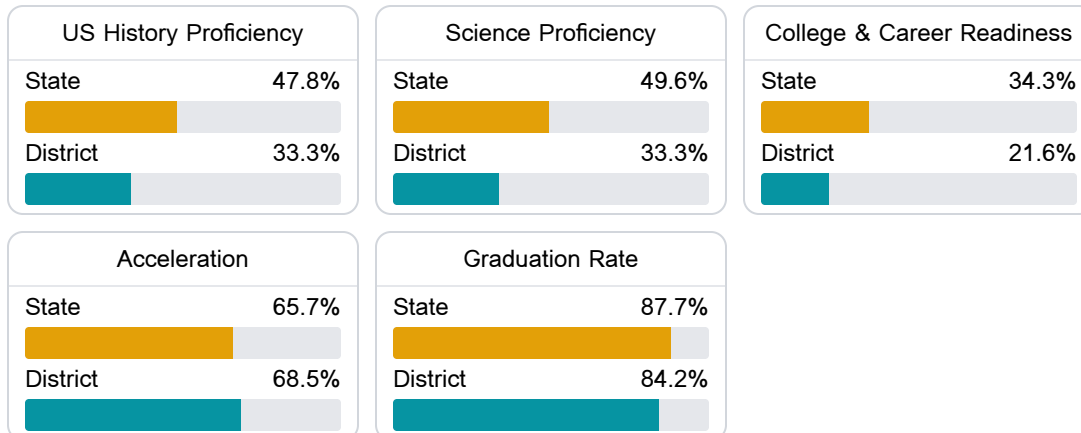 US History Proficiency
State 47.8%
District 33.3%
Science Proficiency
State 49.6%
District 33.3%
College & Career Readiness
State 34.3%
District 21.6%
Acceleration
State 65.7%
District 68.5%
Graduation Rate
State 87.7%
District 84.2%